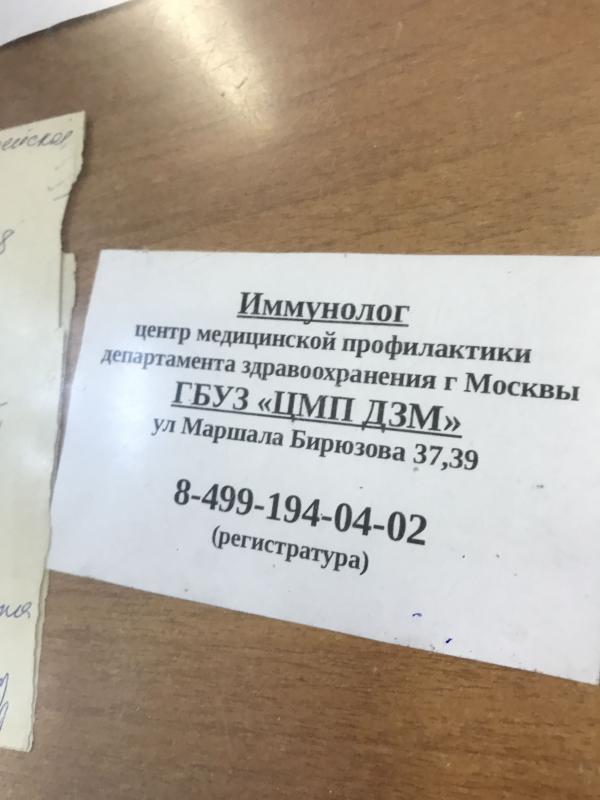 Иммунолог
центр медицинской профилактики
департамента здравоохранения г Москвы
ГБУЗ «ЦМП ДЗМ»
ул Маршала Бирюзова 37,39
8-499-194-04-02
(регистратура)